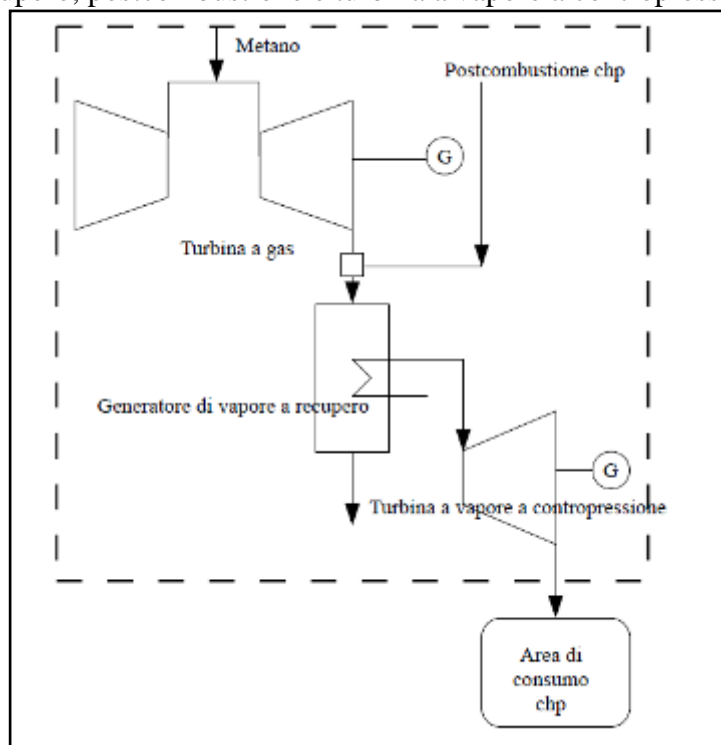 Metano
Postcombustione chp
G
Turbina a gas
Generatore di vapore a recupero
G
Turbina a vapore a contropressione
Area di
consumo
chp